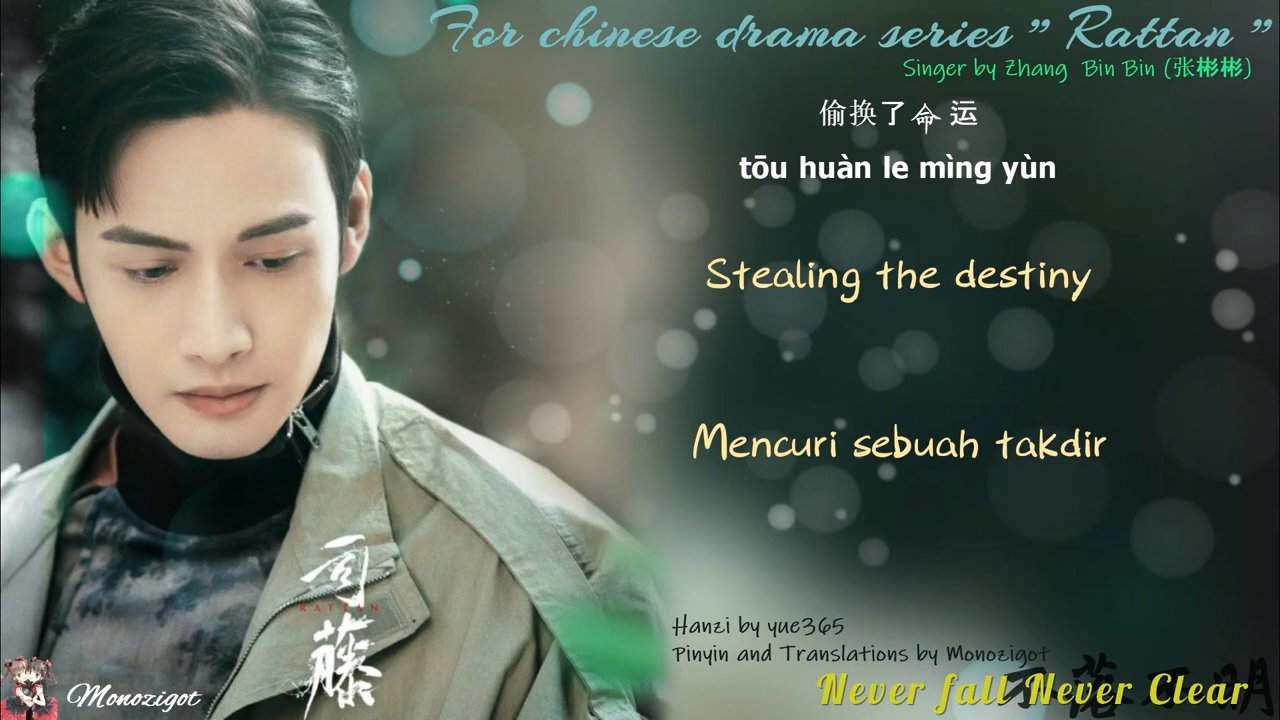 For chinese drama series " Rattan "
Singer by Zhang Bin Bin (张彬彬)
偷换了命运
tōu huàn le mìng yùn
Stealing the destiny
Mencuri sebuah takdir
司
RATTAN
藤
Hanzi by yue365
Pinyin and Translations by Monozigot
Never fall Never Clear
Monozigot